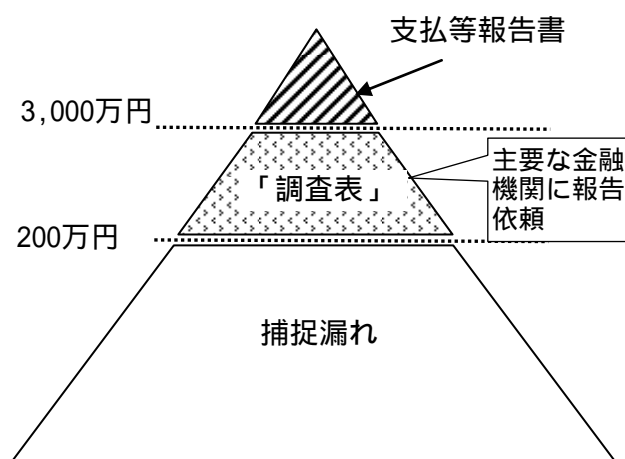 支払等報告書
3,000万円
主要な金融
機関に報告
依頼
「調査表」
200万円
捕捉漏れ